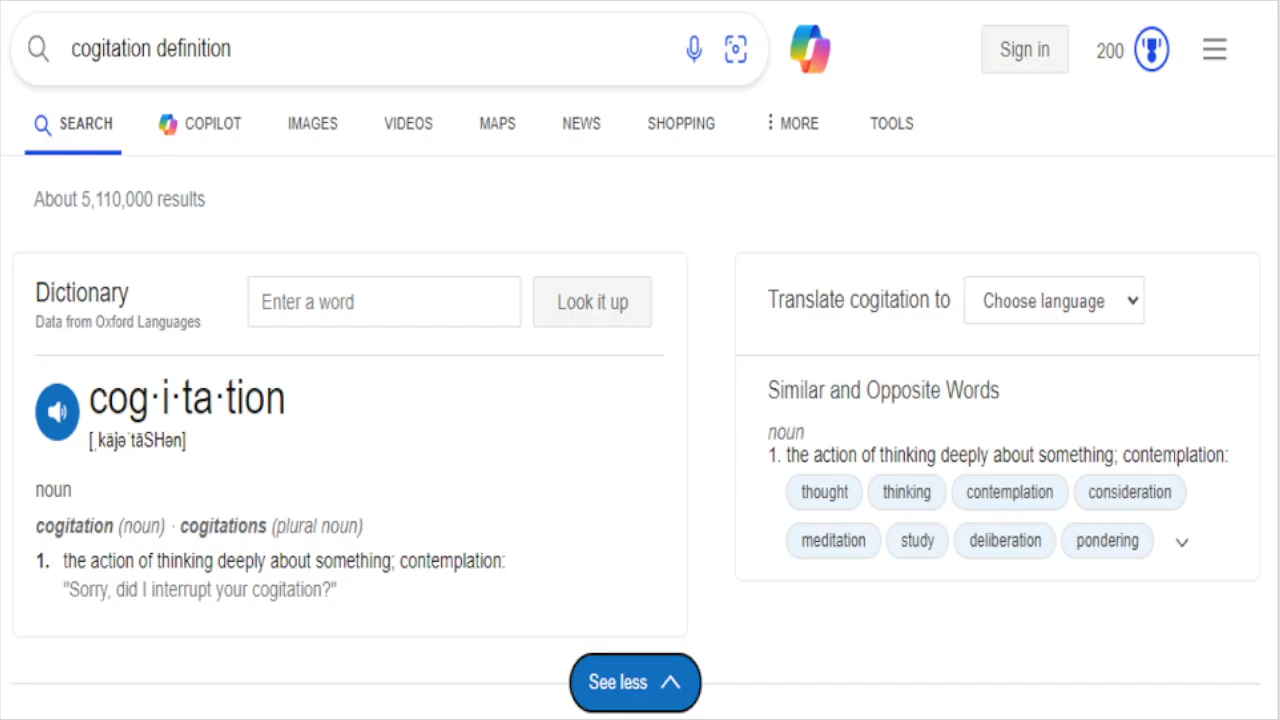 cogitation definition
Sign in
200
SEARCH
COPILOT
IMAGES
VIDEOS
MAPS
NEWS
SHOPPING
MORE
TOOLS
About 5,110,000 results
Dictionary
Data from Oxford Languages
Enter a word
Look it up
cog·i·ta·tion
[ˌkäjəˈtāSHən]
noun
cogitation (noun) · cogitations (plural noun)
1. the action of thinking deeply about something; contemplation:
"Sorry, did I interrupt your cogitation?"
Translate cogitation to
Choose language
Similar and Opposite Words
noun
1. the action of thinking deeply about something; contemplation:
thought thinking contemplation consideration
meditation study deliberation pondering
See less